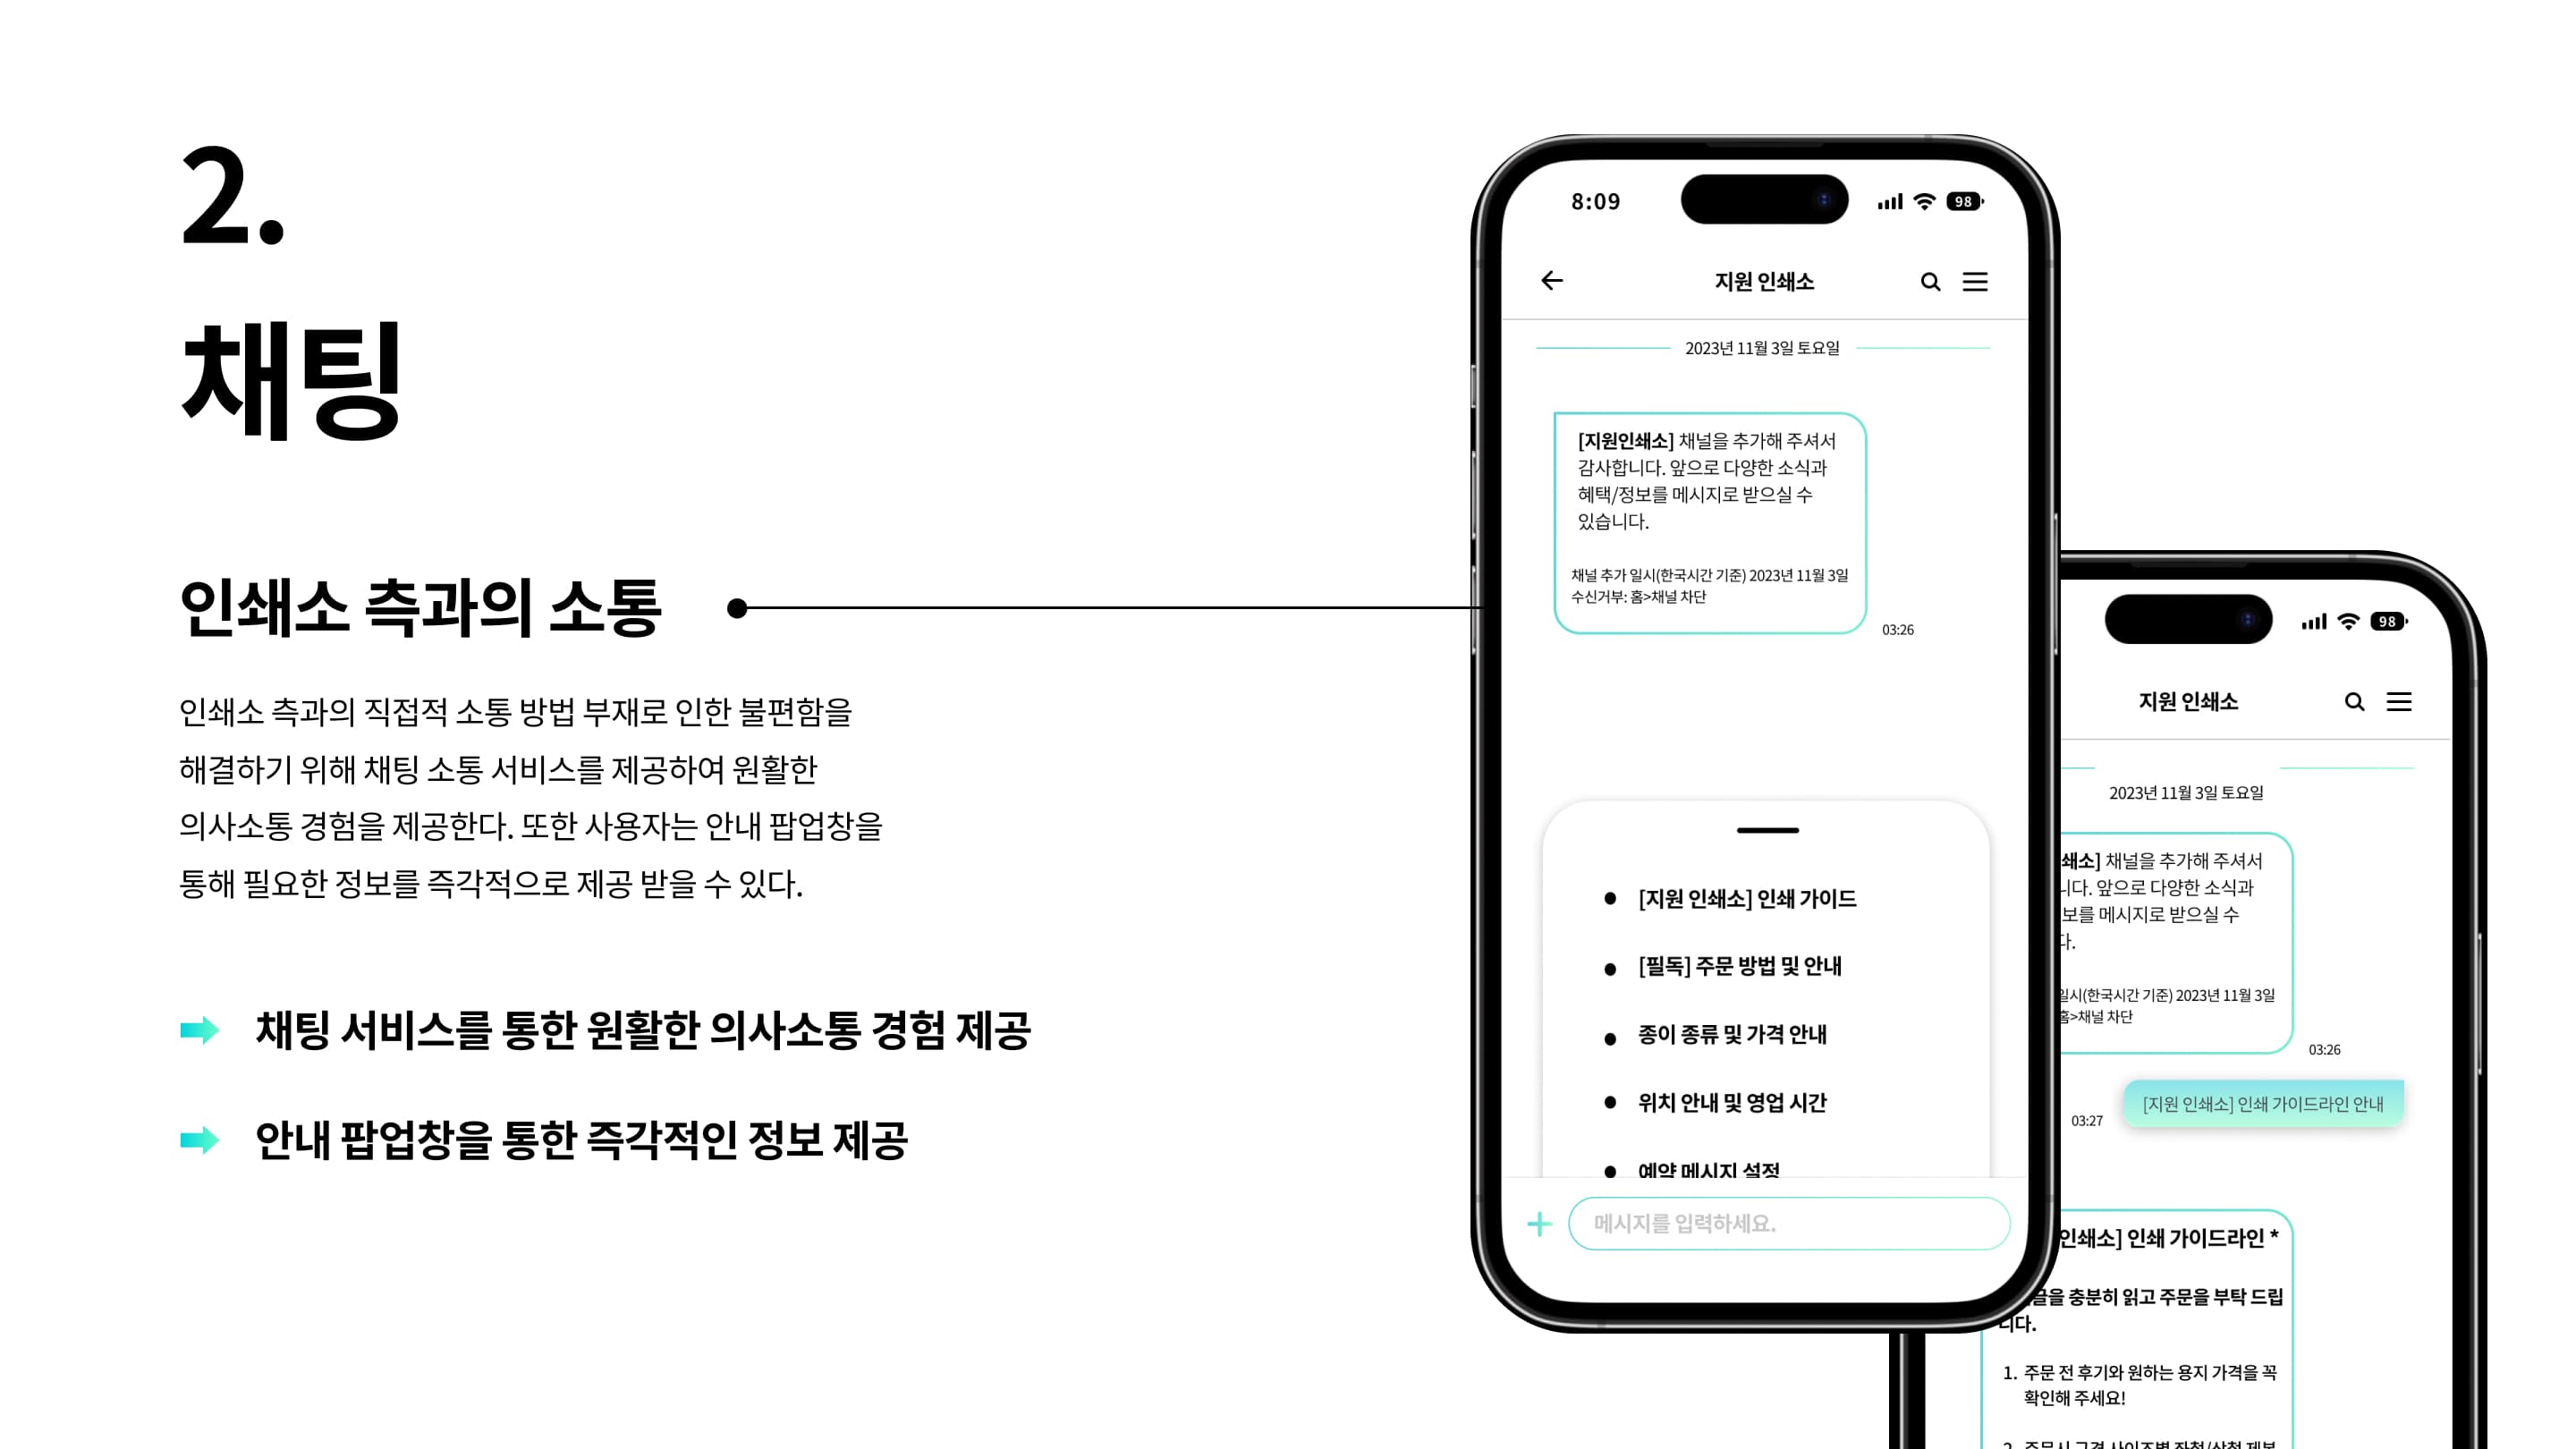 2.
채팅
인쇄소 측과의 소통
인쇄소 측과의 직접적 소통 방법 부재로 인한 불편함을
해결하기 위해 채팅 소통 서비스를 제공하여 원활한
의사소통 경험을 제공한다. 또한 사용자는 안내 팝업창을
통해 필요한 정보를 즉각적으로 제공 받을 수 있다.
채팅 서비스를 통한 원활한 의사소통 경험 제공
안내 팝업창을 통한 즉각적인 정보 제공
8:09
98
지원 인쇄소
2023년 11월 3일 토요일
[지원인쇄소] 채널을 추가해 주셔서
감사합니다. 앞으로 다양한 소식과
혜택/정보를 메시지로 받으실 수
있습니다.
채널 추가 일시(한국시간 기준) 2023년 11월 3일
수신거부: 홈>채널 차단
03:26
[지원 인쇄소] 인쇄 가이드
[필독] 주문 방법 및 안내
종이 종류 및 가격 안내
위치 안내 및 영업 시간
예약 메시지 설정
메시지를 입력하세요.
98
지원 인쇄소
2023년 11월 3일 토요일
쇄소] 채널을 추가해 주셔서
니다. 앞으로 다양한 소식과
보를 메시지로 받으실 수
다.
일시(한국시간 기준) 2023년 11월 3일
홈>채널 차단
03:26
[지원 인쇄소] 인쇄 가이드라인 안내
03:27
인쇄소] 인쇄 가이드라인 *
글을 충분히 읽고 주문을 부탁 드립
니다.
1. 주문 전 후기와 원하는 용지 가격을 꼭
확인해 주세요!